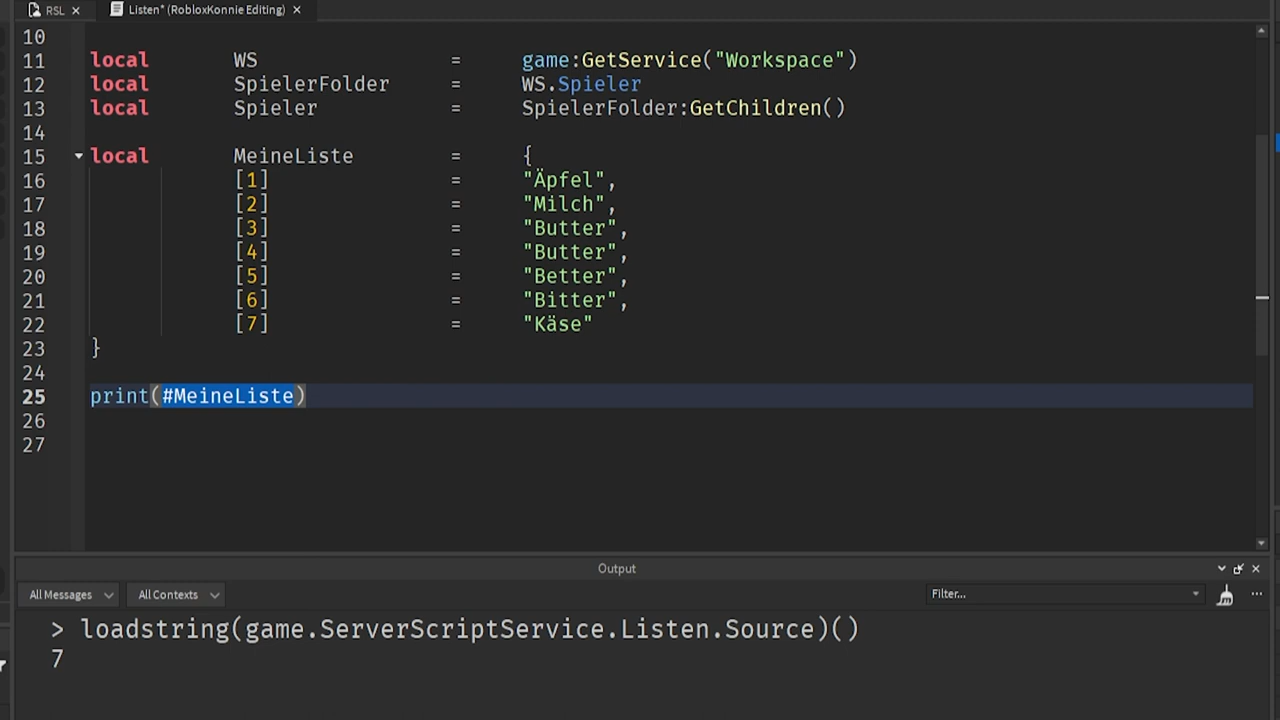 RSL Listen* (RobloxKonnie Editing)
10
11 local WS = game:GetService("Workspace")
12 local SpielerFolder = WS.Spieler
13 local Spieler = SpielerFolder:GetChildren()
14
15 local MeineListe = {
16 [1] = "Äpfel",
17 [2] = "Milch",
18 [3] = "Butter",
19 [4] = "Butter",
20 [5] = "Better",
21 [6] = "Bitter",
22 [7] = "Käse"
23 }
24
25 print(#MeineListe)
26
27
Output
All Messages All Contexts Filter...
> loadstring(game.ServerScriptService.Listen.Source)()
7